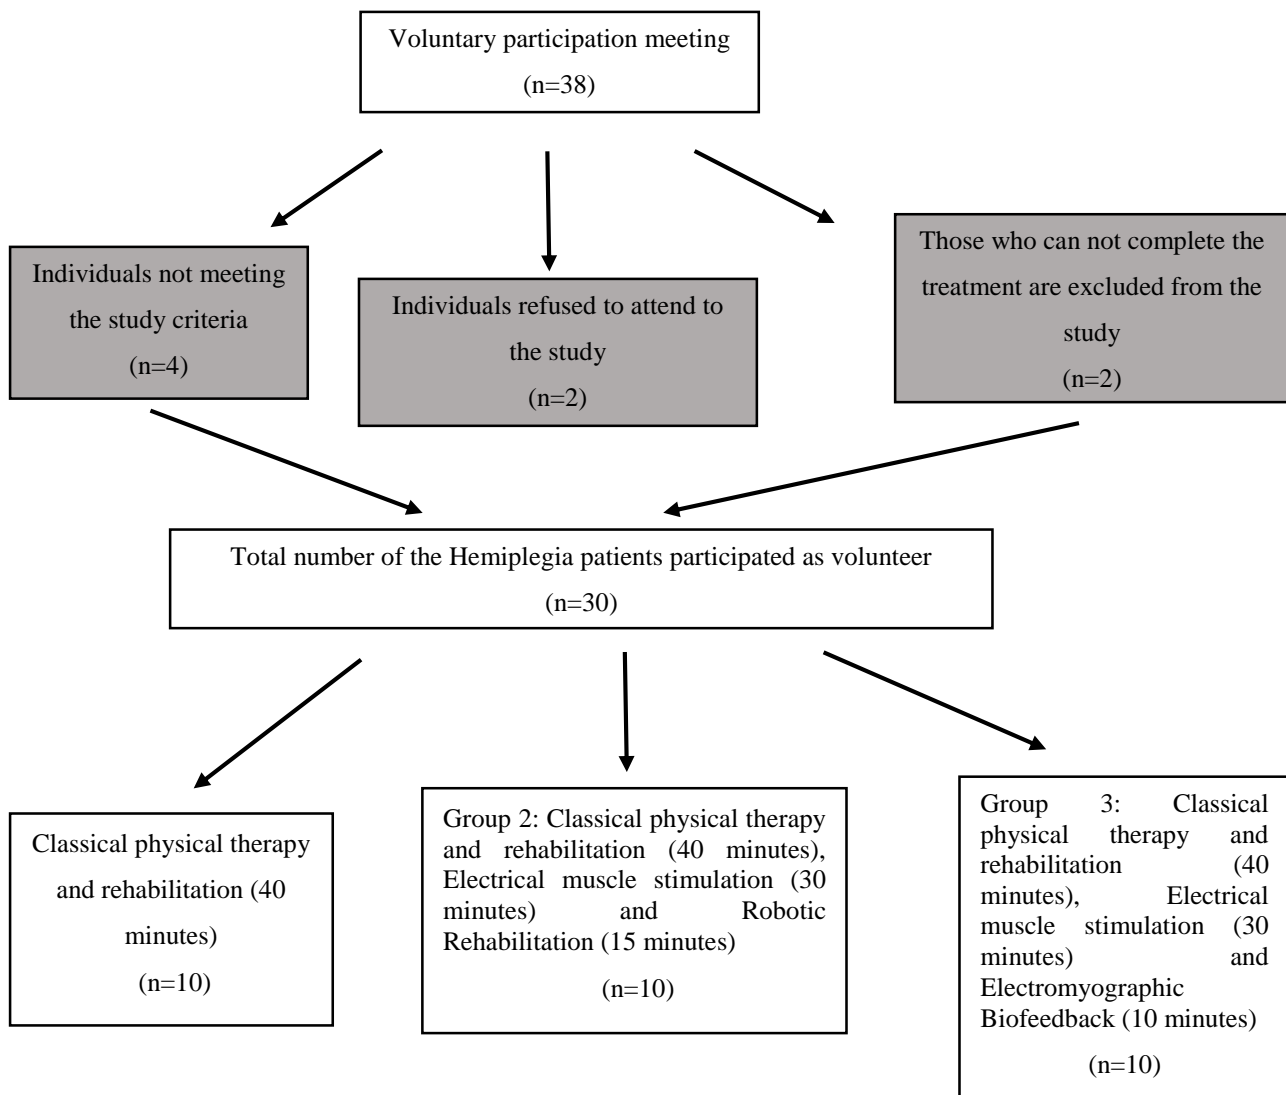 Voluntary participation meeting
(n=38)
Individuals not meeting
the study criteria
(n=4)
Individuals refused to attend to
the study
(n=2)
Those who can not complete the
treatment are excluded from the
study
(n=2)
Total number of the Hemiplegia patients participated as volunteer
(n=30)
Classical physical therapy
and rehabilitation (40
minutes)
(n=10)
Group 2: Classical physical therapy
and rehabilitation (40 minutes),
Electrical muscle stimulation (30
minutes) and Robotic
Rehabilitation (15 minutes)
(n=10)
Group 3: Classical
physical therapy and
rehabilitation (40
minutes), Electrical
muscle stimulation (30
minutes) and
Electromyographic
Biofeedback (10 minutes)
(n=10)